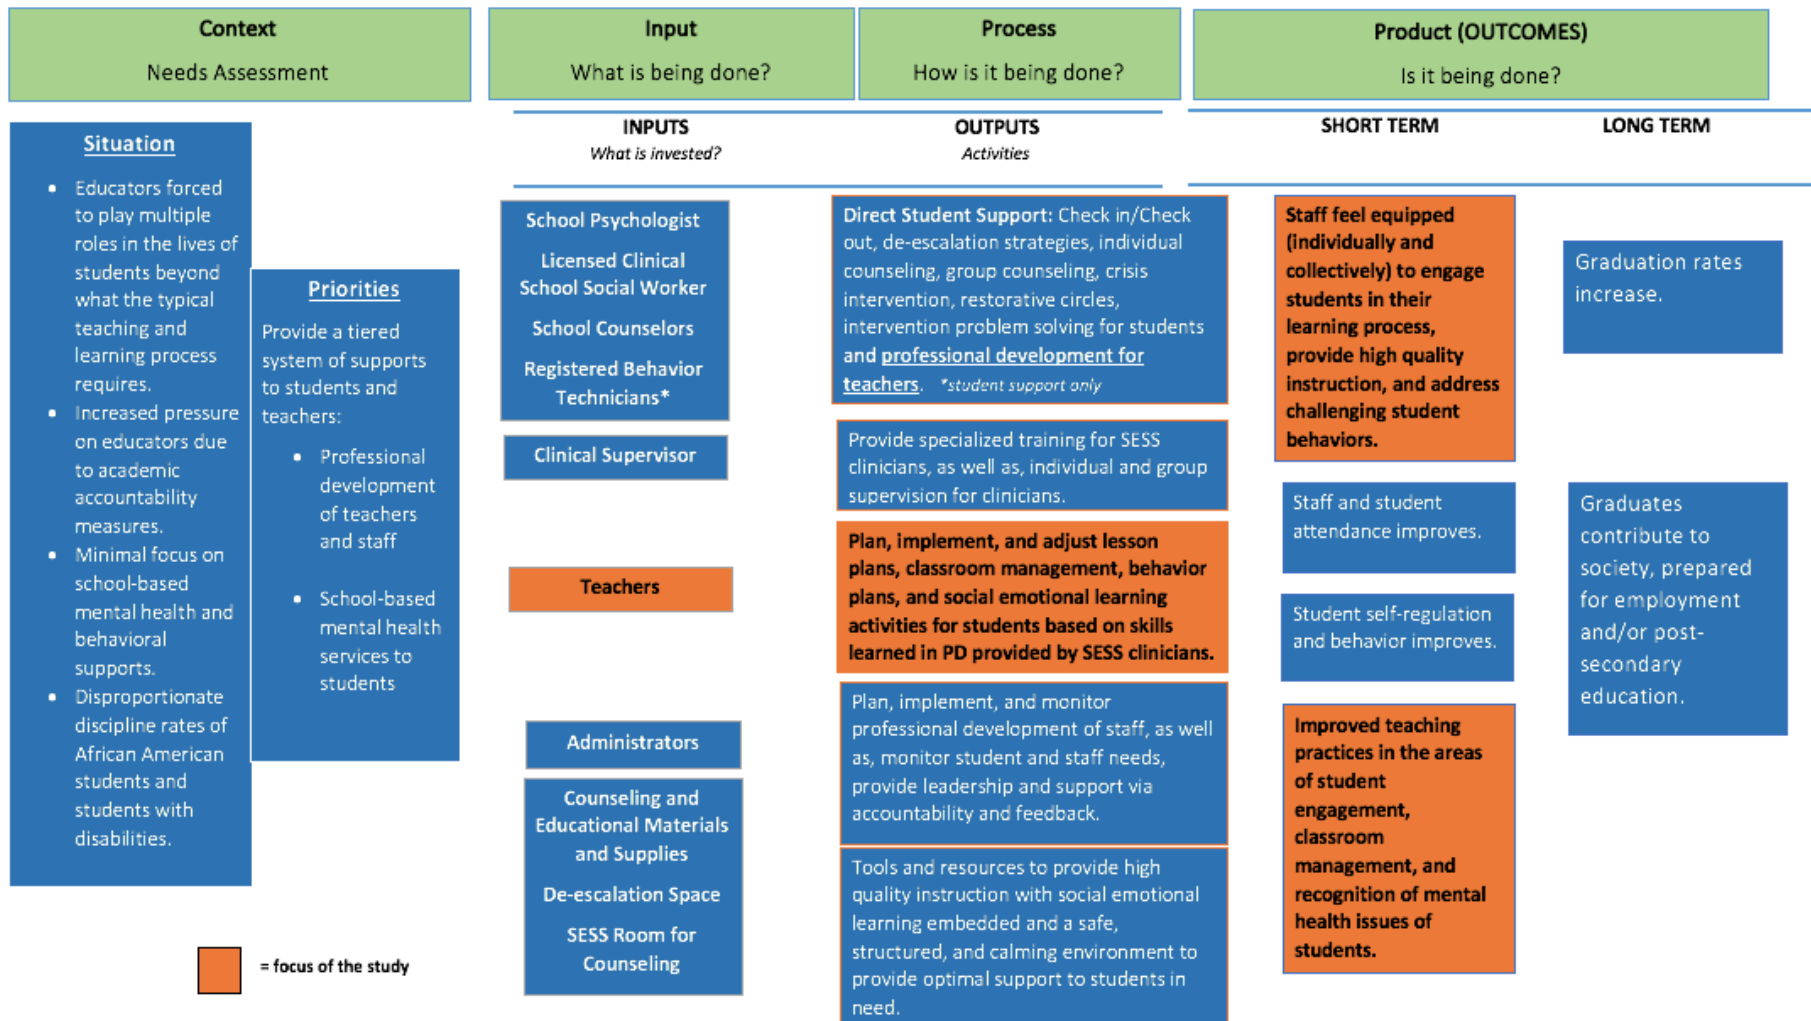 Context
Needs Assessment
Input
What is being done?
Process
How is it being done?
Product (OUTCOMES)
Is it being done?
INPUTS
What is invested?
OUTPUTS
Activities
SHORT TERM
LONG TERM
Situation
• Educators forced
to play multiple
roles in the lives of
students beyond
what the typical
teaching and
learning process
requires.
• Increased pressure
on educators due
to academic
accountability
measures.
• Minimal focus on
school-based
mental health and
behavioral
supports.
• Disproportionate
discipline rates of
African American
students and
students with
disabilities.
Priorities
Provide a tiered
system of supports
to students and
teachers:
• Professional
development
of teachers
and staff
• School-based
mental health
services to
students
School Psychologist
Licensed Clinical
School Social Worker
School Counselors
Registered Behavior
Technicians*
Clinical Supervisor
Teachers
Administrators
Counseling and
Educational Materials
and Supplies
De-escalation Space
SESS Room for
Counseling
Direct Student Support: Check in/Check
out, de-escalation strategies, individual
counseling, group counseling, crisis
intervention, restorative circles,
intervention problem solving for students
and professional development for
teachers. *student support only
Provide specialized training for SESS
clinicians, as well as, individual and group
supervision for clinicians.
Plan, implement, and adjust lesson
plans, classroom management, behavior
plans, and social emotional learning
activities for students based on skills
learned in PD provided by SESS clinicians.
Plan, implement, and monitor
professional development of staff, as well
as, monitor student and staff needs,
provide leadership and support via
accountability and feedback.
Tools and resources to provide high
quality instruction with social emotional
learning embedded and a safe,
structured, and calming environment to
provide optimal support to students in
need.
Staff feel equipped
(individually and
collectively) to engage
students in their
learning process,
provide high quality
instruction, and address
challenging student
behaviors.
Staff and student
attendance improves.
Student self-regulation
and behavior improves.
Improved teaching
practices in the areas
of student
engagement,
classroom
management, and
recognition of mental
health issues of
students.
Graduation rates
increase.
Graduates
contribute to
society, prepared
for employment
and/or post-
secondary
education.
= focus of the study